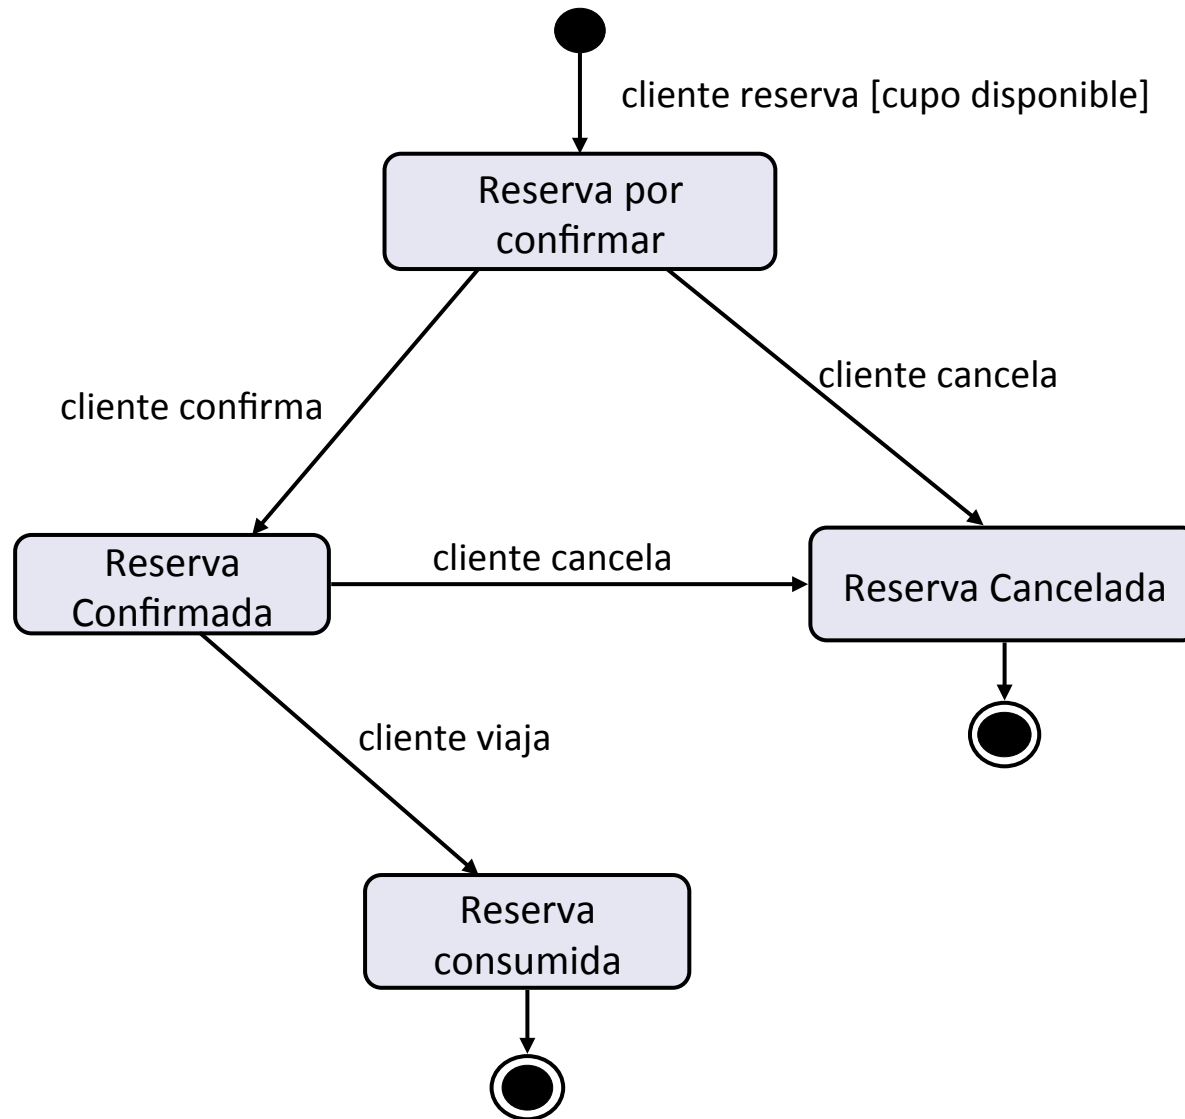 cliente reserva [cupo disponible]
Reserva por
confirmar
cliente cancela
cliente confirma
cliente cancela
Reserva
Confirmada
Reserva Cancelada
cliente viaja
Reserva
consumida